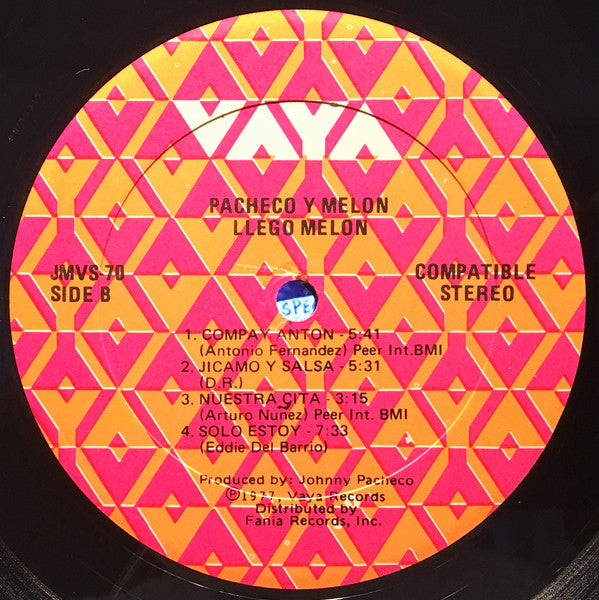 VAYA
PACHECO Y MELON
LLEGO MELON
JMVS-70
SIDE B
COMPATIBLE
STEREO
SPE
1. COMPAY ANTON - 5:41
(Antonio Fernandez) Peer Int.BMI
2. JICAMO Y SALSA - 5:31
(D.R.)
3. NUESTRA CITA - 3:15
(Arturo Nuñez) Peer Int. BMI
4. SOLO ESTOY - 7:33
(Eddie Del Barrio)
Produced by: Johnny Pacheco
℗1977, Vaya Records
Distributed by
Fania Records, Inc.